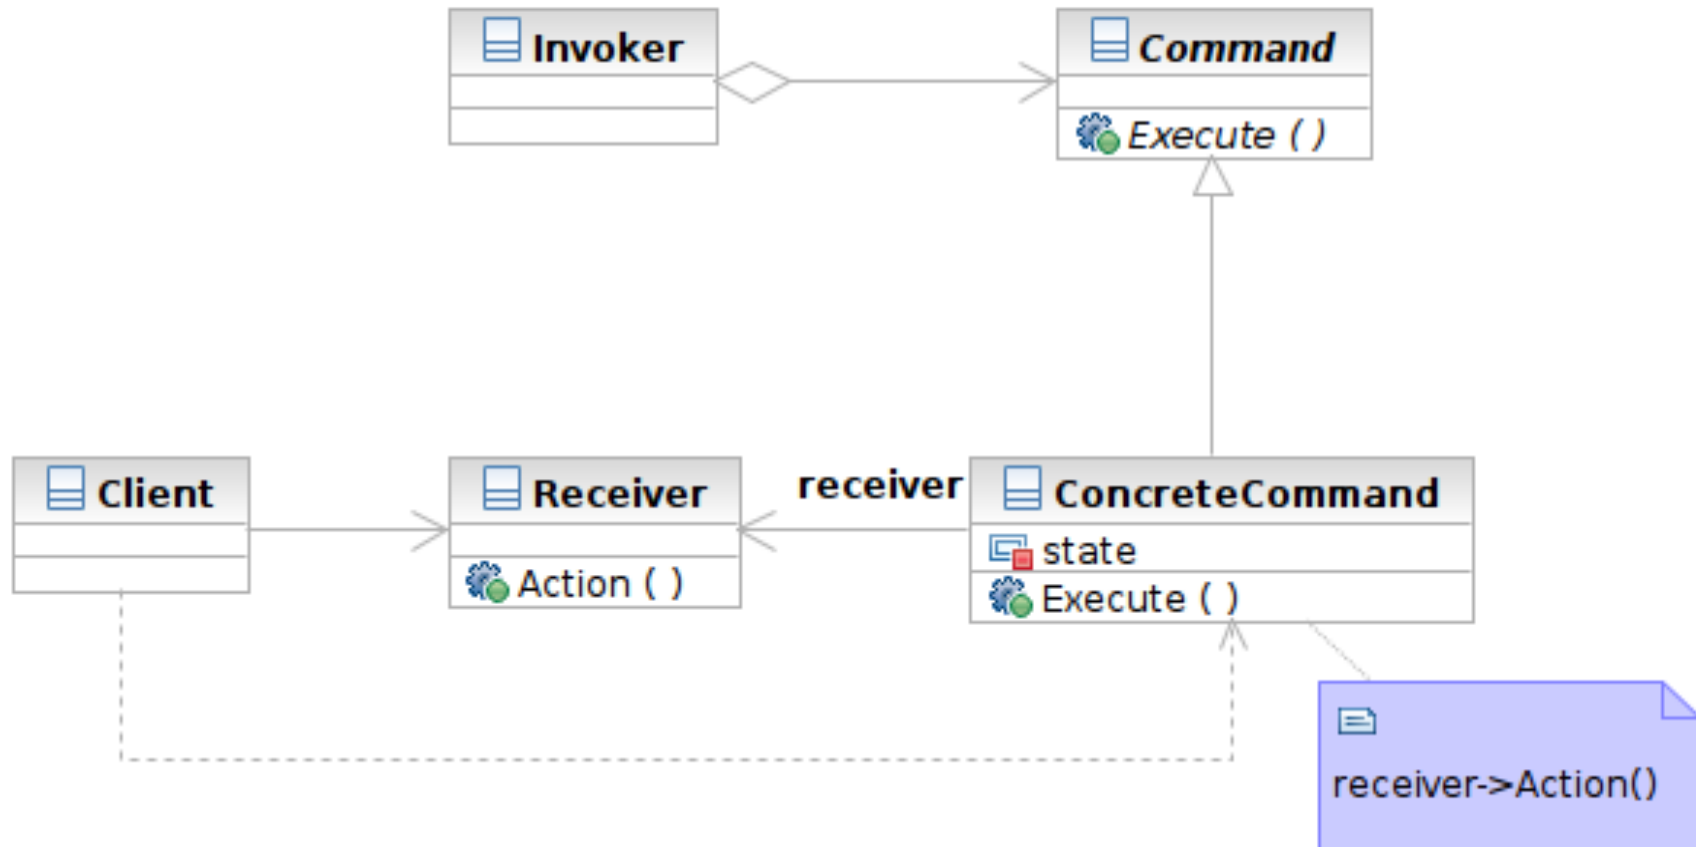 Invoker
Command
Execute ( )
Client
Receiver
Action ( )
receiver
ConcreteCommand
state
Execute ( )
receiver->Action()